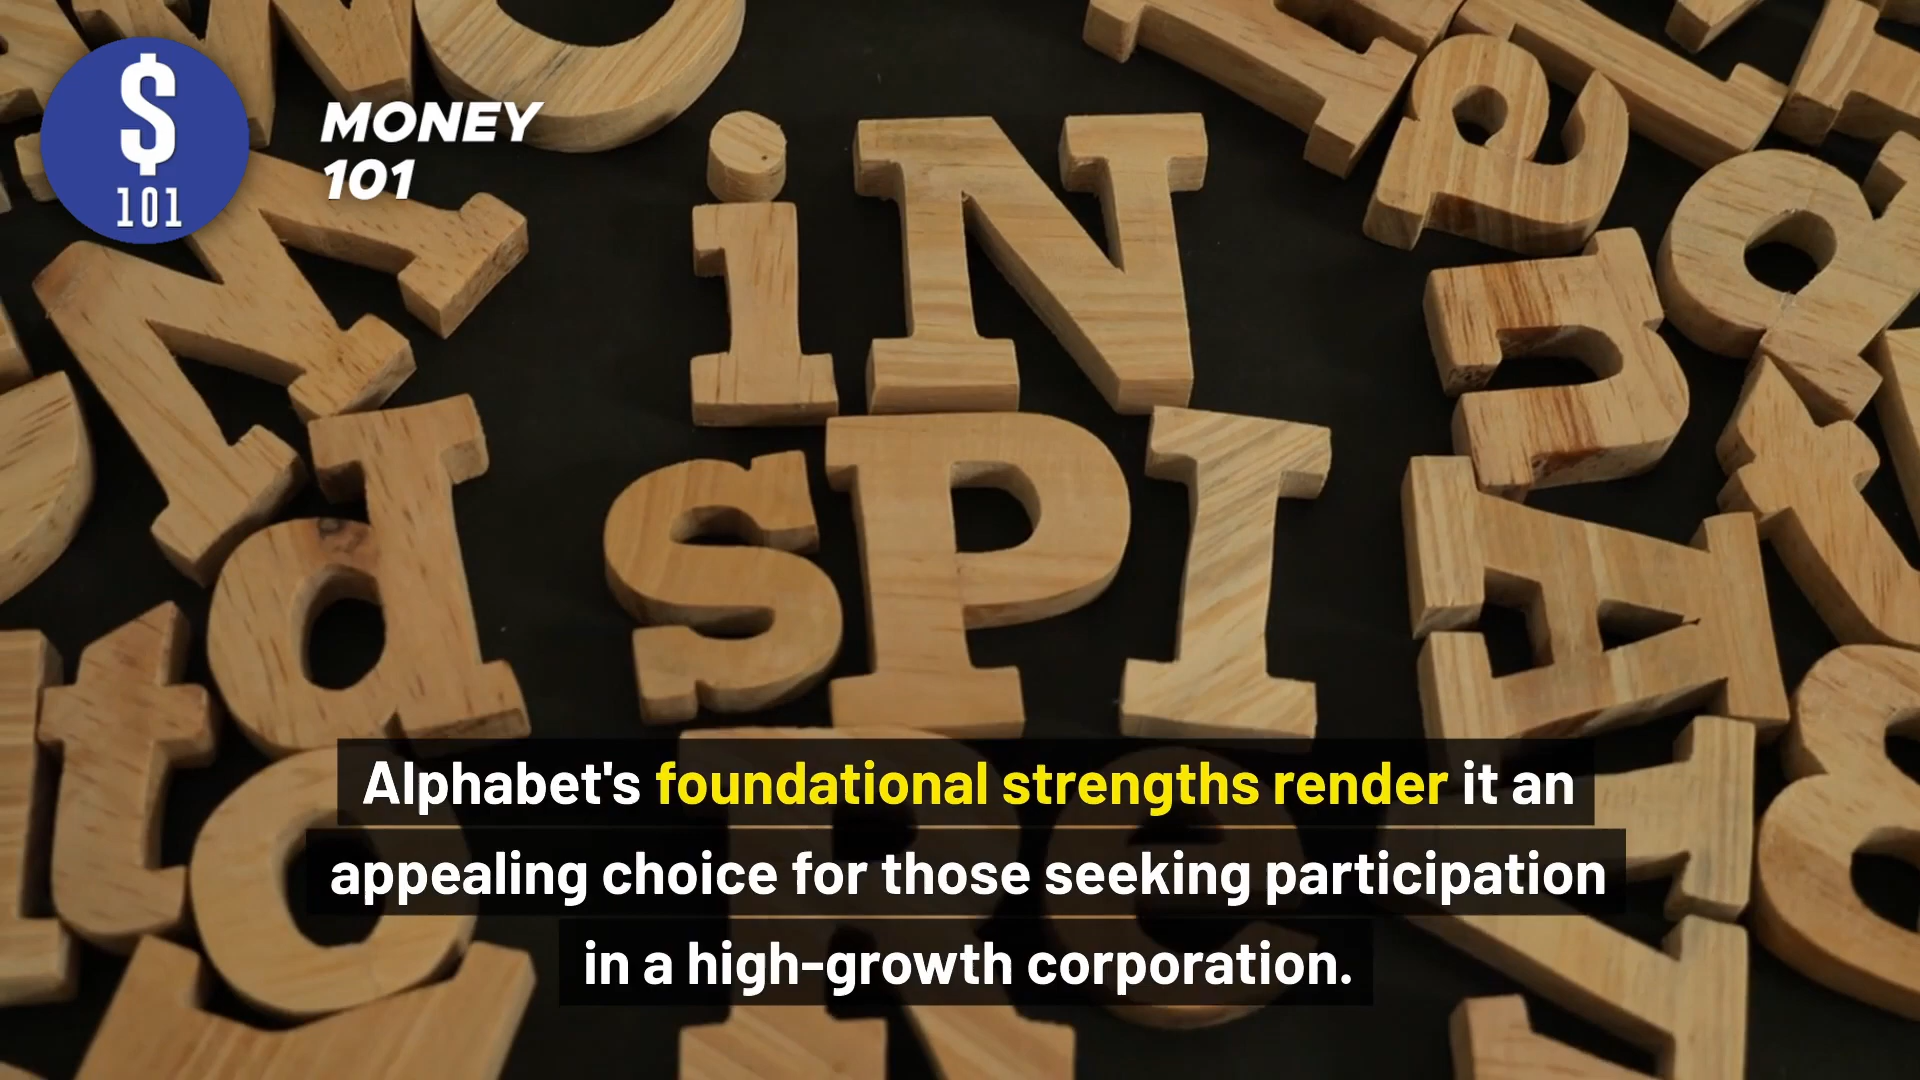 $
101
MONEY
101
iN
sPI
Re
Alphabet's foundational strengths render it an
appealing choice for those seeking participation
in a high-growth corporation.